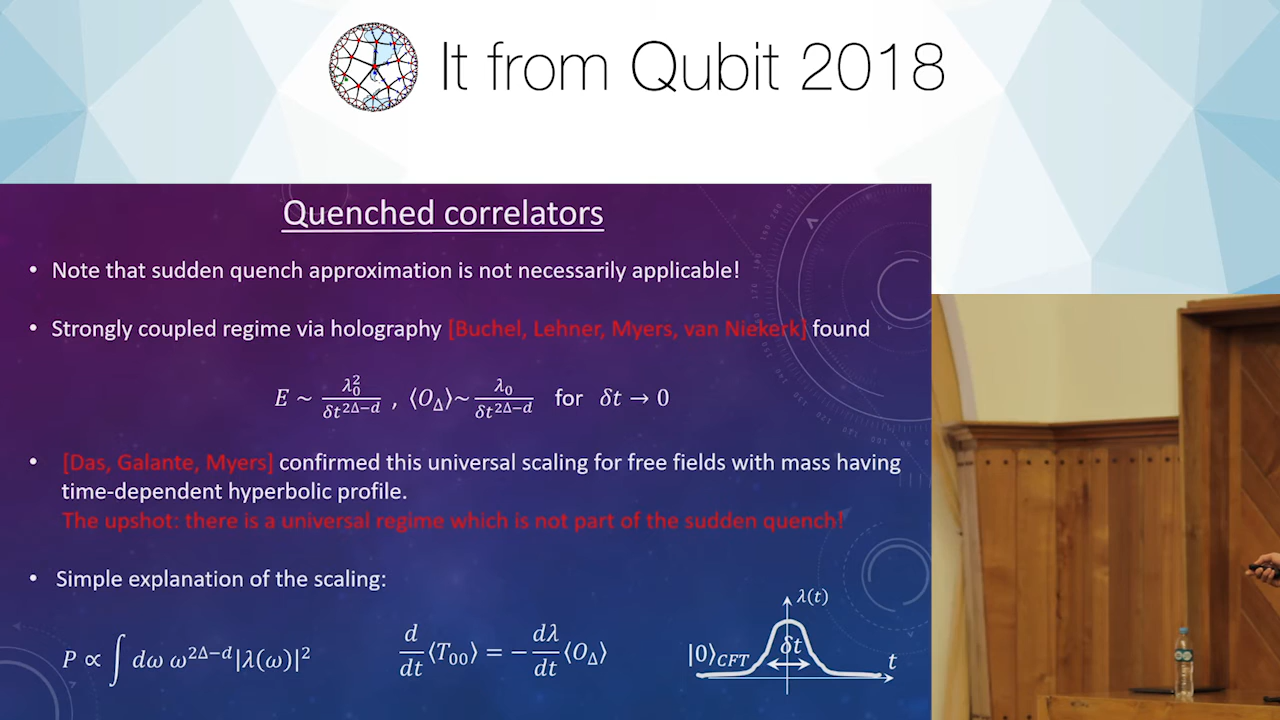 It from Qubit 2018
Quenched correlators
• Note that sudden quench approximation is not necessarily applicable!
• Strongly coupled regime via holography [Buchel, Lehner, Myers, van Niekerk] found
E ~ λ₀²/δt^{2Δ−d} , ⟨O_Δ⟩~ λ₀/δt^{2Δ−d} for δt → 0
• [Das, Galante, Myers] confirmed this universal scaling for free fields with mass having
time-dependent hyperbolic profile.
The upshot: there is a universal regime which is not part of the sudden quench!
• Simple explanation of the scaling:
P ∝ ∫ dω ω^{2Δ−d}|λ(ω)|²
d/dt ⟨T₀₀⟩ = − dλ/dt ⟨O_Δ⟩
λ(t)
δt
|0⟩_CFT
t